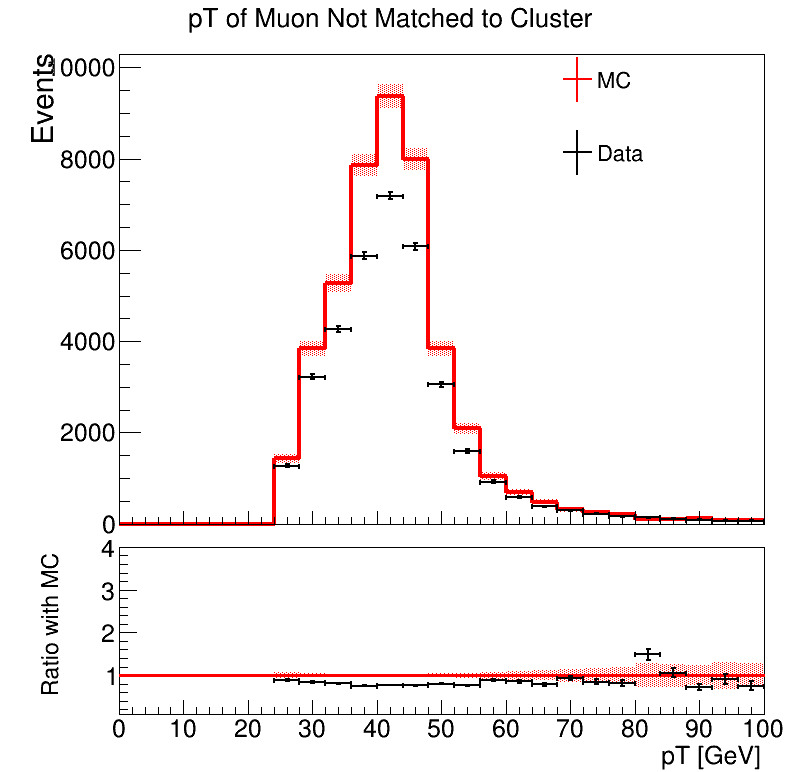 pT of Muon Not Matched to Cluster
Events
10000
8000
6000
4000
2000
0
MC
Data
Ratio with MC
4
3
2
1
0 10 20 30 40 50 60 70 80 90 100
pT [GeV]